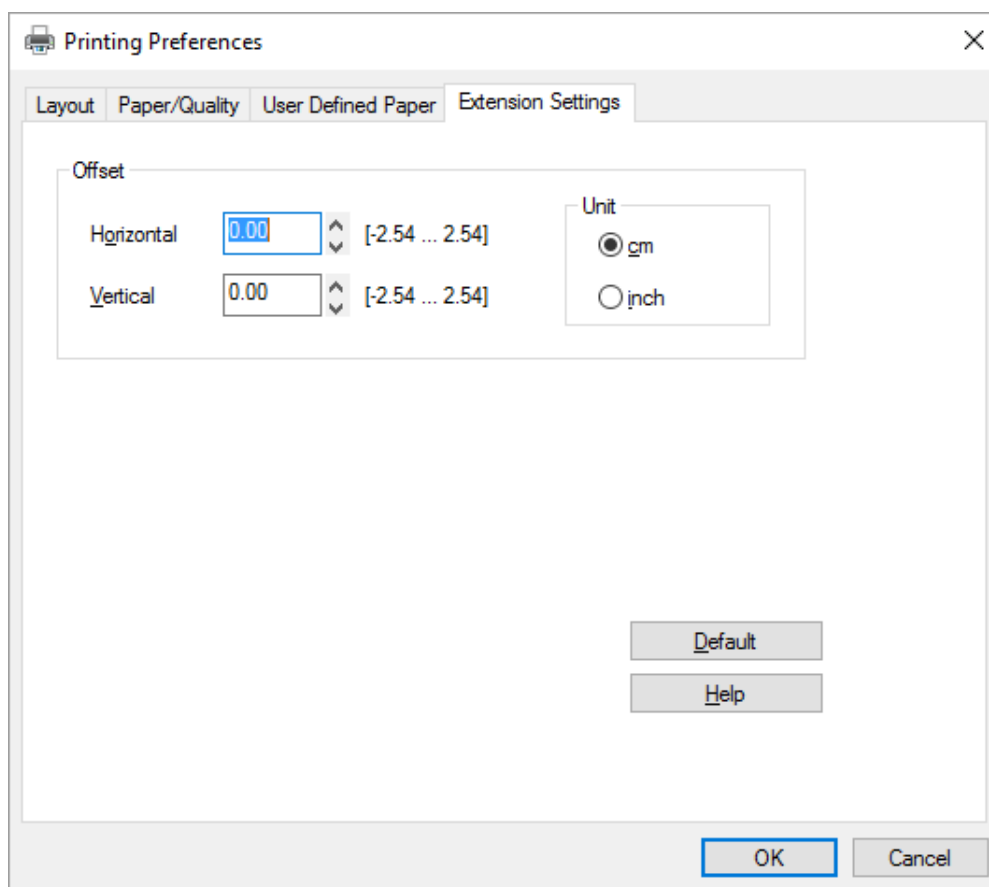 Printing Preferences
Layout Paper/Quality User Defined Paper Extension Settings
Offset
Unit
Horizontal 0.00 [-2.54 ... 2.54]
cm
Vertical 0.00 [-2.54 ... 2.54]
inch
Default
Help
OK Cancel